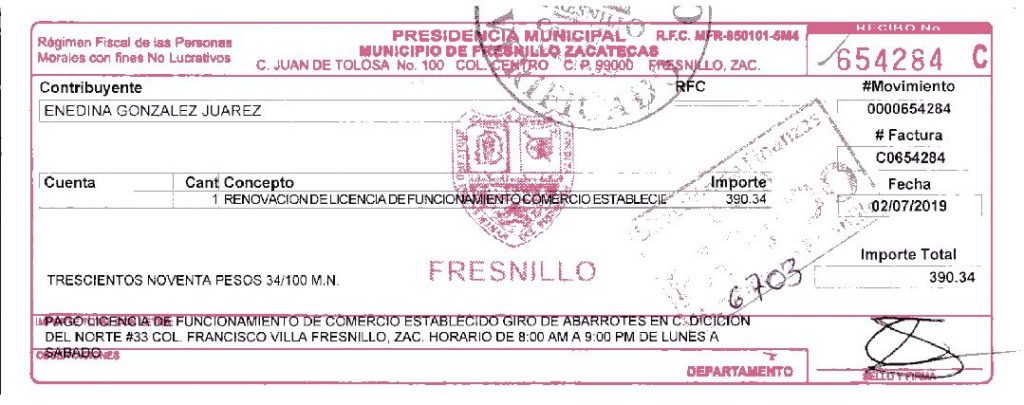 Régimen Fiscal de las Personas
Morales con fines No Lucrativos
PRESIDENCIA MUNICIPAL R.F.C. MFR-850101-5M4
MUNICIPIO DE FRESNILLO ZACATECAS
C. JUAN DE TOLOSA No. 100 COL. CENTRO C. P. 99000 FRESNILLO, ZAC.
RECIBO No.
654284 C
Contribuyente RFC #Movimiento
ENEDINA GONZALEZ JUAREZ 0000654284
# Factura
C0654284
Cuenta Cant Concepto Importe Fecha
1 RENOVACION DE LICENCIA DE FUNCIONAMIENTO COMERCIO ESTABLECIE 390.34 02/07/2019
Importe Total
TRESCIENTOS NOVENTA PESOS 34/100 M.N. FRESNILLO 390.34
6703
PAGO LICENCIA DE FUNCIONAMIENTO DE COMERCIO ESTABLECIDO GIRO DE ABARROTES EN C. DICICION
DEL NORTE #33 COL. FRANCISCO VILLA FRESNILLO, ZAC. HORARIO DE 8:00 AM A 9:00 PM DE LUNES A
SABADO
OBSERVACIONES
DEPARTAMENTO SELLO Y FIRMA